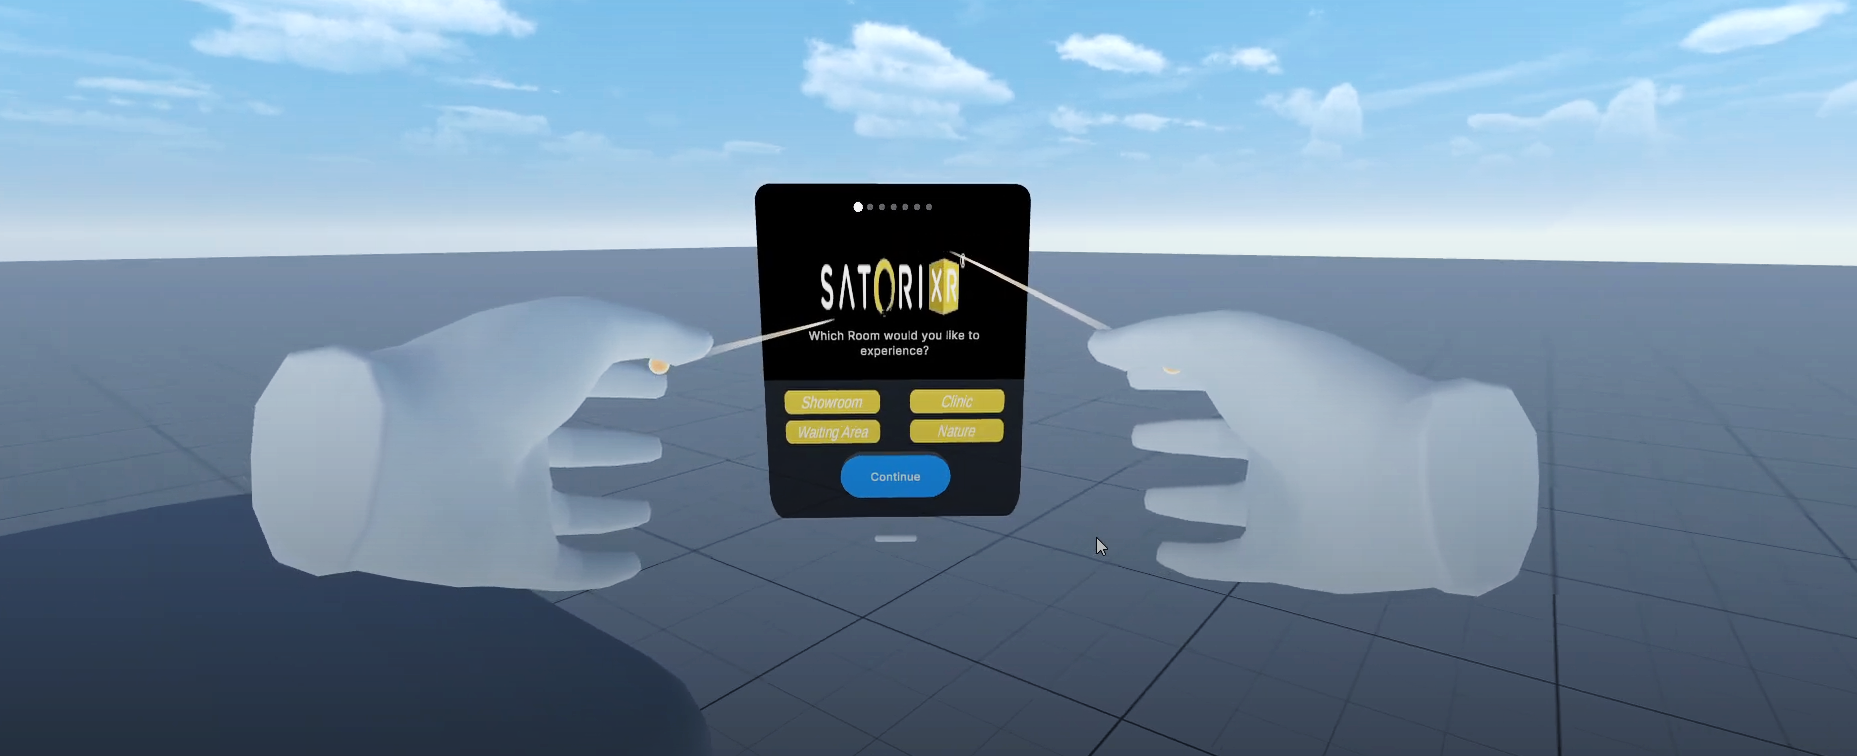 SATORI XR
Which Room would you like to
experience?
Showroom
Clinic
Waiting Area
Nature
Continue